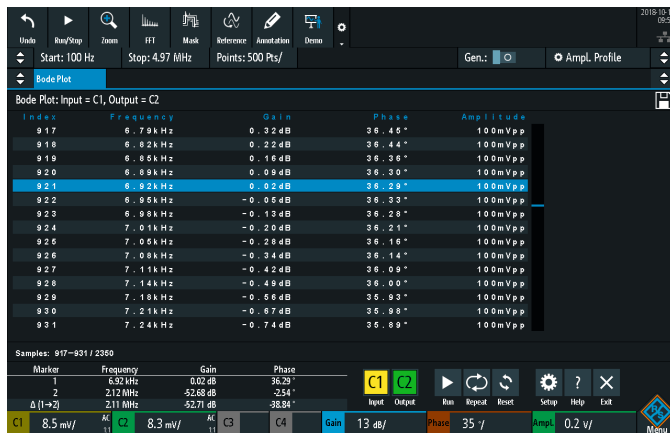 2018-10-1
09:5
Undo Run/Stop Zoom FFT Mask Reference Annotation Demo
Start: 100 Hz Stop: 4.97 MHz Points: 500 Pts/ Gen.: Ampl. Profile
Bode Plot
Bode Plot: Input = C1, Output = C2
Index Frequency Gain Phase Amplitude
917 6.79kHz 0.32dB 36.45° 100mVpp
918 6.82kHz 0.22dB 36.44° 100mVpp
919 6.85kHz 0.16dB 36.36° 100mVpp
920 6.89kHz 0.09dB 36.30° 100mVpp
921 6.92kHz 0.02dB 36.29° 100mVpp
922 6.95kHz -0.05dB 36.33° 100mVpp
923 6.98kHz -0.13dB 36.28° 100mVpp
924 7.01kHz -0.20dB 36.21° 100mVpp
925 7.05kHz -0.28dB 36.16° 100mVpp
926 7.08kHz -0.34dB 36.14° 100mVpp
927 7.11kHz -0.42dB 36.09° 100mVpp
928 7.14kHz -0.49dB 36.00° 100mVpp
929 7.18kHz -0.56dB 35.93° 100mVpp
930 7.21kHz -0.67dB 35.98° 100mVpp
931 7.24kHz -0.74dB 35.89° 100mVpp
Samples: 917-931 / 2350
Marker Frequency Gain Phase
1 6.92 kHz 0.02 dB 36.29 °
2 2.12 MHz -52.68 dB -2.54 °
Δ (1→2) 2.11 MHz -52.71 dB -38.84 °
C1 C2
Input Output Run Repeat Reset Setup Help Exit
C1 8.5 mV/ AC 1:1 C2 8.3 mV/ AC 1:1 C3 C4 Gain 13 dB/ Phase 35 °/ Ampl. 0.2 V/ Menu